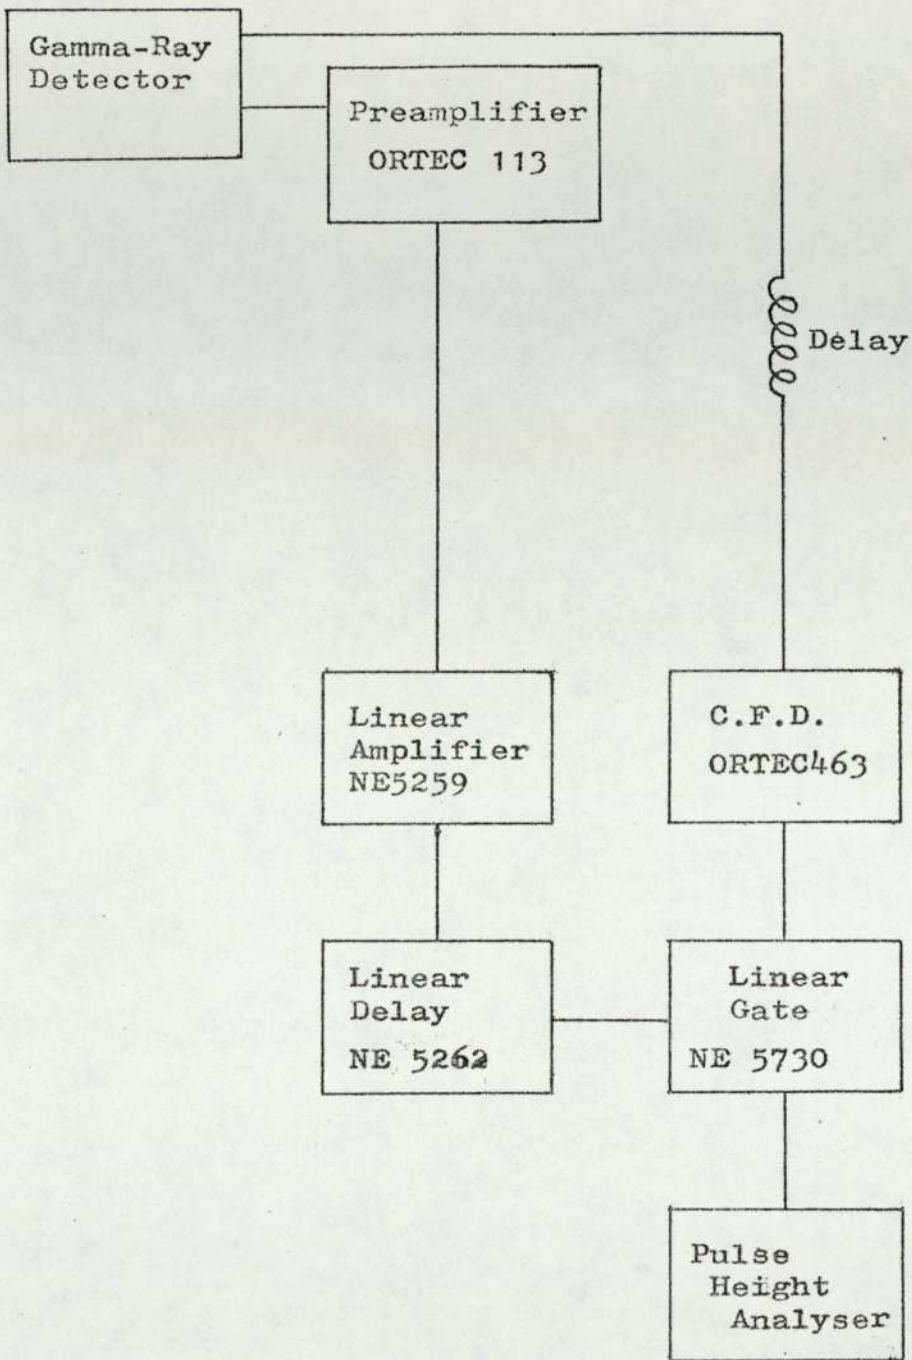 Gamma-Ray
Detector
Preamplifier
ORTEC 113
Delay
Linear
Amplifier
NE5259
C.F.D.
ORTEC463
Linear
Delay
NE 5262
Linear
Gate
NE 5730
Pulse
Height
Analyser